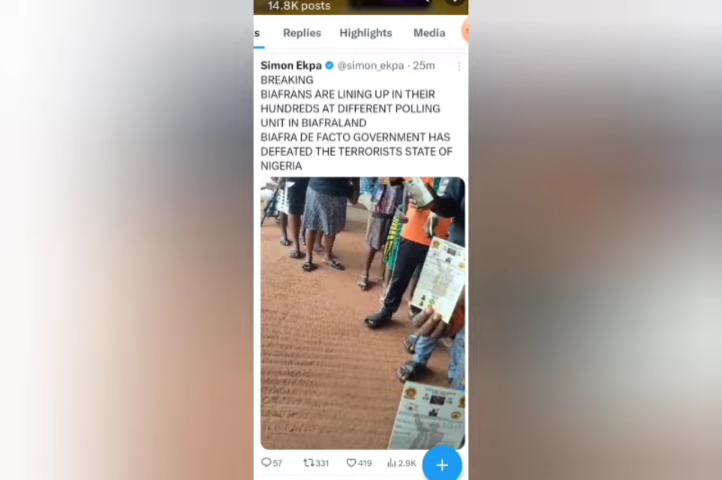 14.8K posts
s Replies Highlights Media
Simon Ekpa @simon_ekpa · 25m
BREAKING
BIAFRANS ARE LINING UP IN THEIR
HUNDREDS AT DIFFERENT POLLING
UNIT IN BIAFRALAND
BIAFRA DE FACTO GOVERNMENT HAS
DEFEATED THE TERRORISTS STATE OF
NIGERIA
57 331 419 2.9K